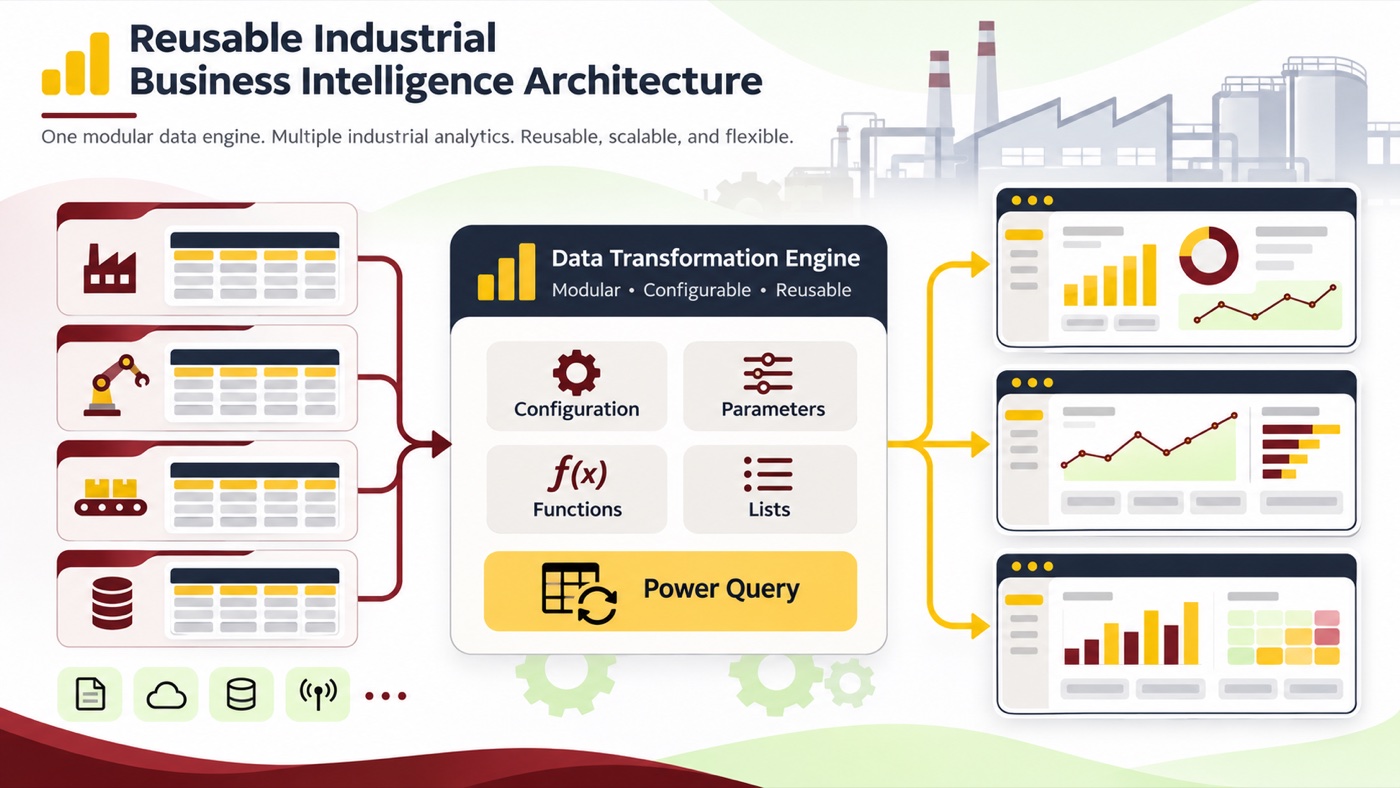 Reusable Industrial
Business Intelligence Architecture
One modular data engine. Multiple industrial analytics. Reusable, scalable, and flexible.
Data Transformation Engine
Modular • Configurable • Reusable
Configuration
Parameters
f(x)
Functions
Lists
Power Query